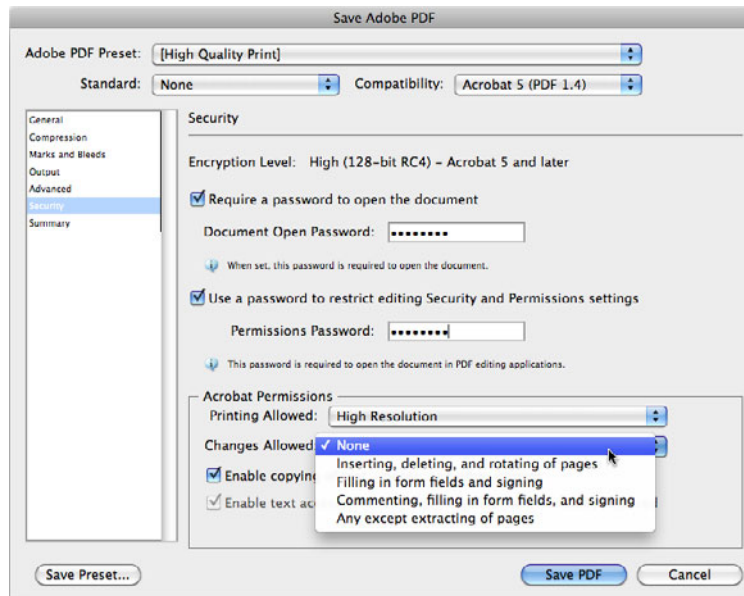 Save Adobe PDF
Adobe PDF Preset: [High Quality Print]
Standard: None Compatibility: Acrobat 5 (PDF 1.4)
General
Compression
Marks and Bleeds
Output
Advanced
Security
Summary
Security
Encryption Level: High (128-bit RC4) – Acrobat 5 and later
Require a password to open the document
Document Open Password: ••••••••
When set, this password is required to open the document.
Use a password to restrict editing Security and Permissions settings
Permissions Password: ••••••••
This password is required to open the document in PDF editing applications.
Acrobat Permissions
Printing Allowed: High Resolution
Changes Allowed ✓ None
Inserting, deleting, and rotating of pages
Enable copying
Filling in form fields and signing
Commenting, filling in form fields, and signing
Enable text ac
Any except extracting of pages
Save Preset... Save PDF Cancel